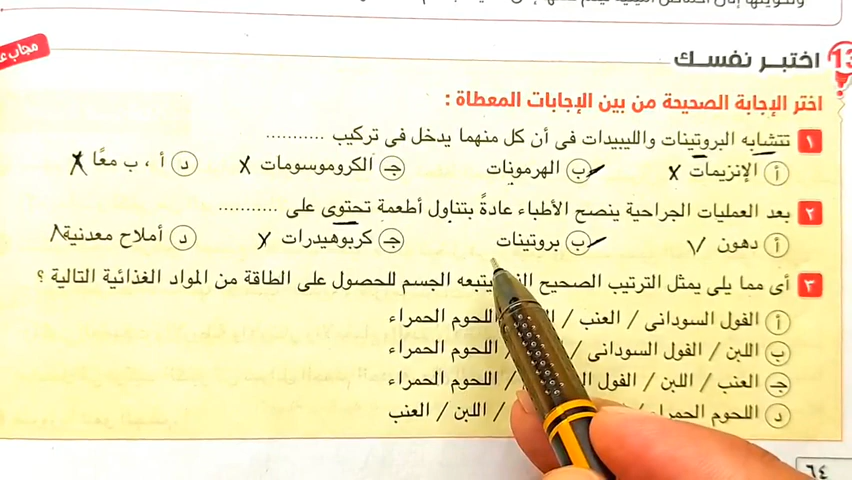 13 اختبر نفسك
مجاب ع
اختر الإجابة الصحيحة من بين الإجابات المعطاة :
١ تتشابه البروتينات والليبيدات فى أن كل منهما يدخل فى تركيب ...........
أ الإنزيمات ب الهرمونات جـ الكروموسومات د أ ، ب معًا
٢ بعد العمليات الجراحية ينصح الأطباء عادةً بتناول أطعمة تحتوى على ...........
أ دهون ب بروتينات جـ كربوهيدرات د أملاح معدنية
٣ أى مما يلى يمثل الترتيب الصحيح يتبعه الجسم للحصول على الطاقة من المواد الغذائية التالية ؟
أ الفول السودانى / العنب / اللحوم الحمراء
ب اللبن / الفول السودانى / اللحوم الحمراء
جـ العنب / اللبن / الفول / اللحوم الحمراء
د اللحوم الحمراء / اللبن / العنب
٦٤